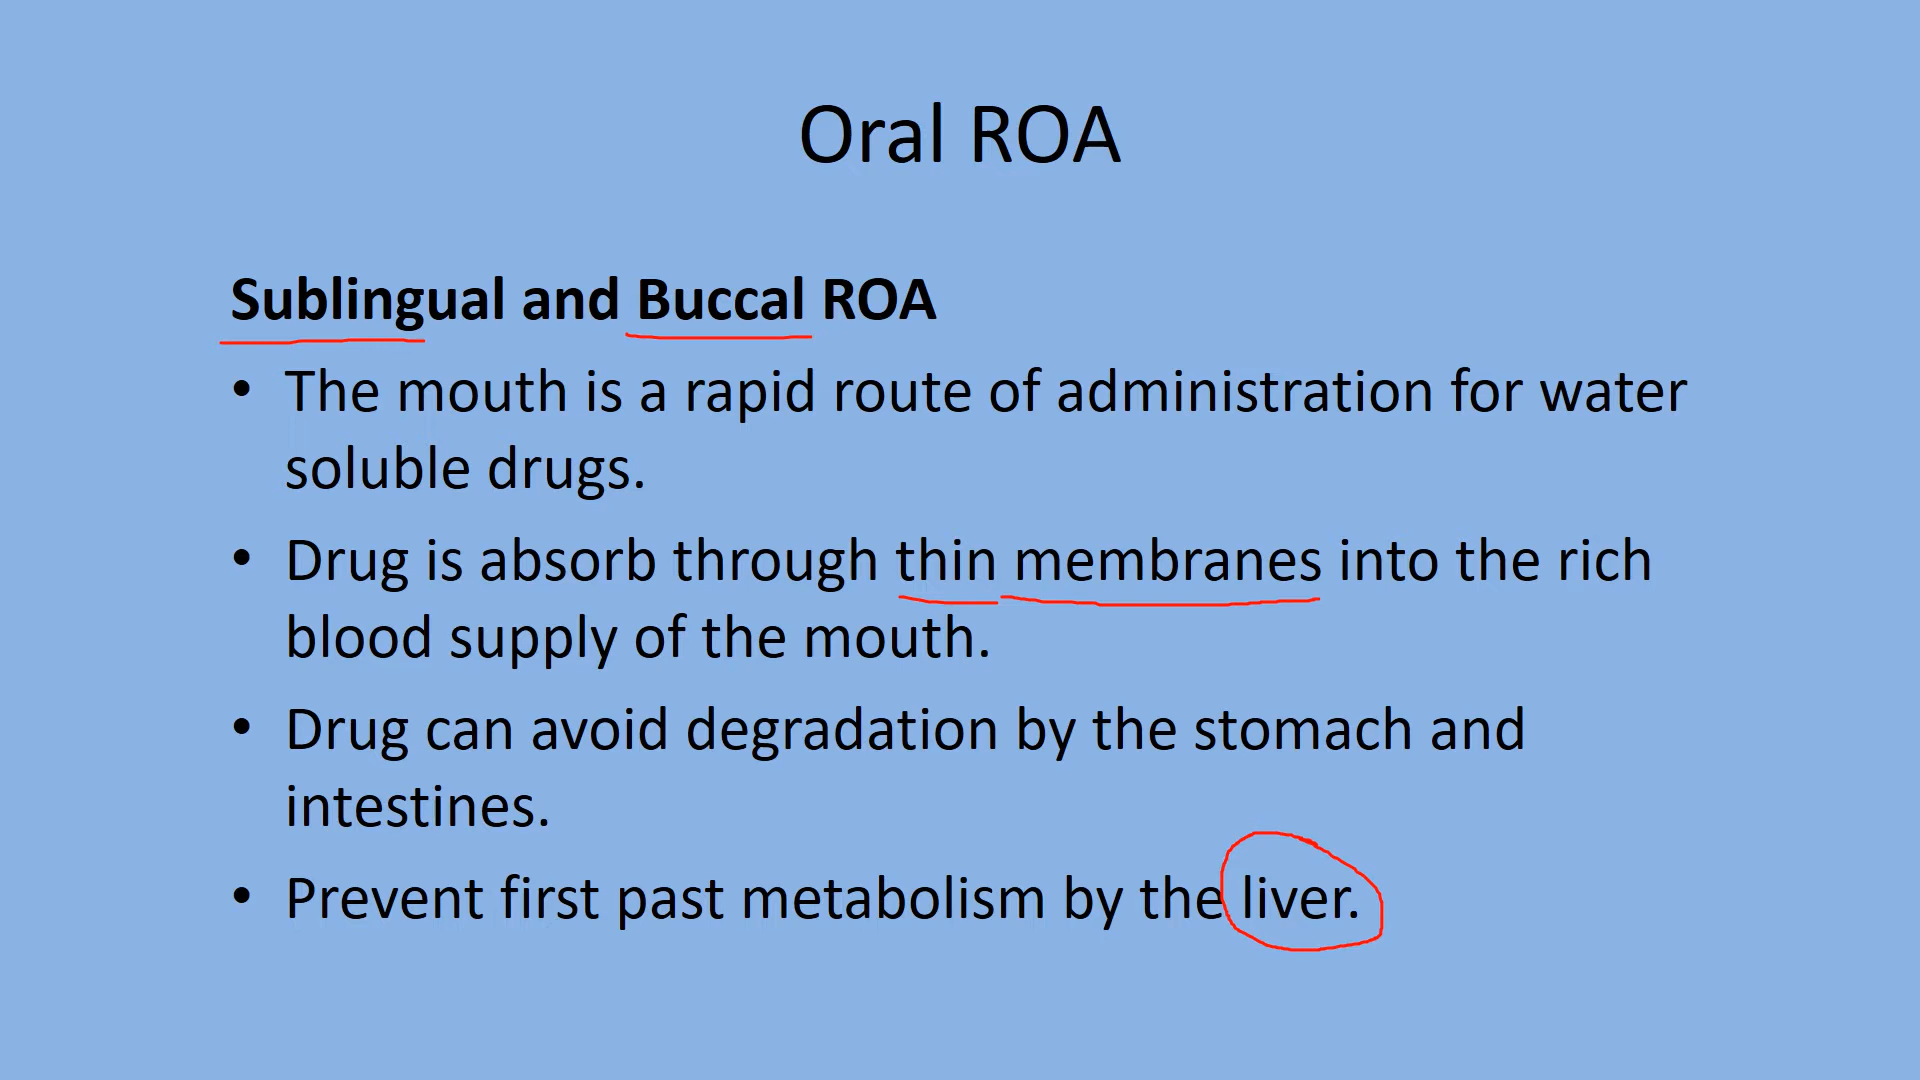 Oral ROA
Sublingual and Buccal ROA
• The mouth is a rapid route of administration for water
soluble drugs.
• Drug is absorb through thin membranes into the rich
blood supply of the mouth.
• Drug can avoid degradation by the stomach and
intestines.
• Prevent first past metabolism by the liver.